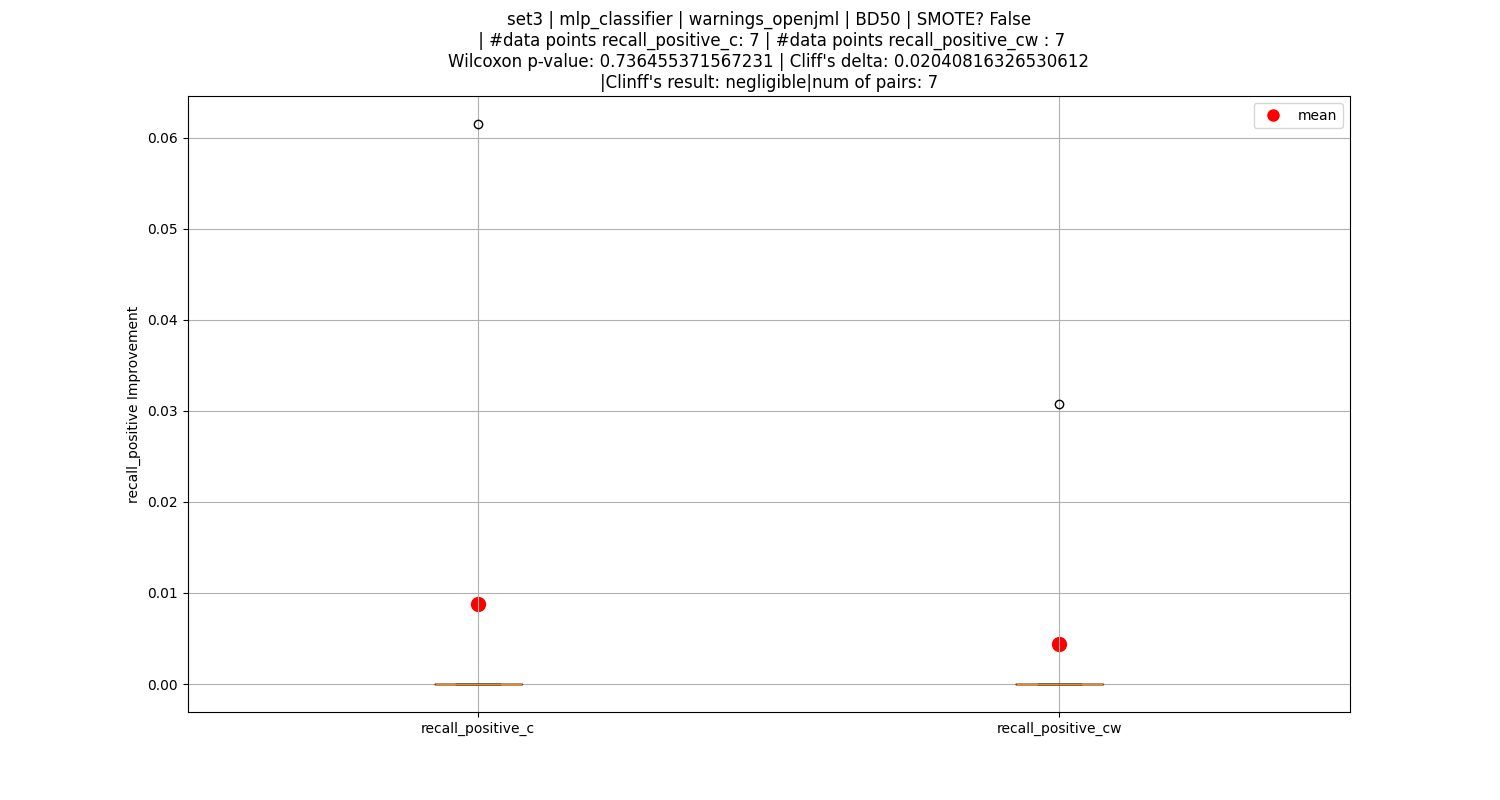 set3 | mlp_classifier | warnings_openjml | BD50 | SMOTE? False
| #data points recall_positive_c: 7 | #data points recall_positive_cw : 7
Wilcoxon p-value: 0.736455371567231 | Cliff's delta: 0.02040816326530612
|Clinff's result: negligible|num of pairs: 7
mean
0.06
0.05
0.04
0.03
0.02
0.01
0.00
recall_positive Improvement
recall_positive_c
recall_positive_cw